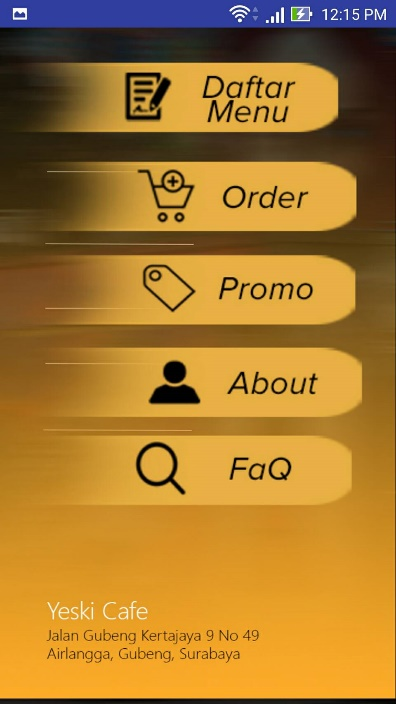 12:15 PM
Daftar
Menu
Order
Promo
About
FaQ
Yeski Cafe
Jalan Gubeng Kertajaya 9 No 49
Airlangga, Gubeng, Surabaya